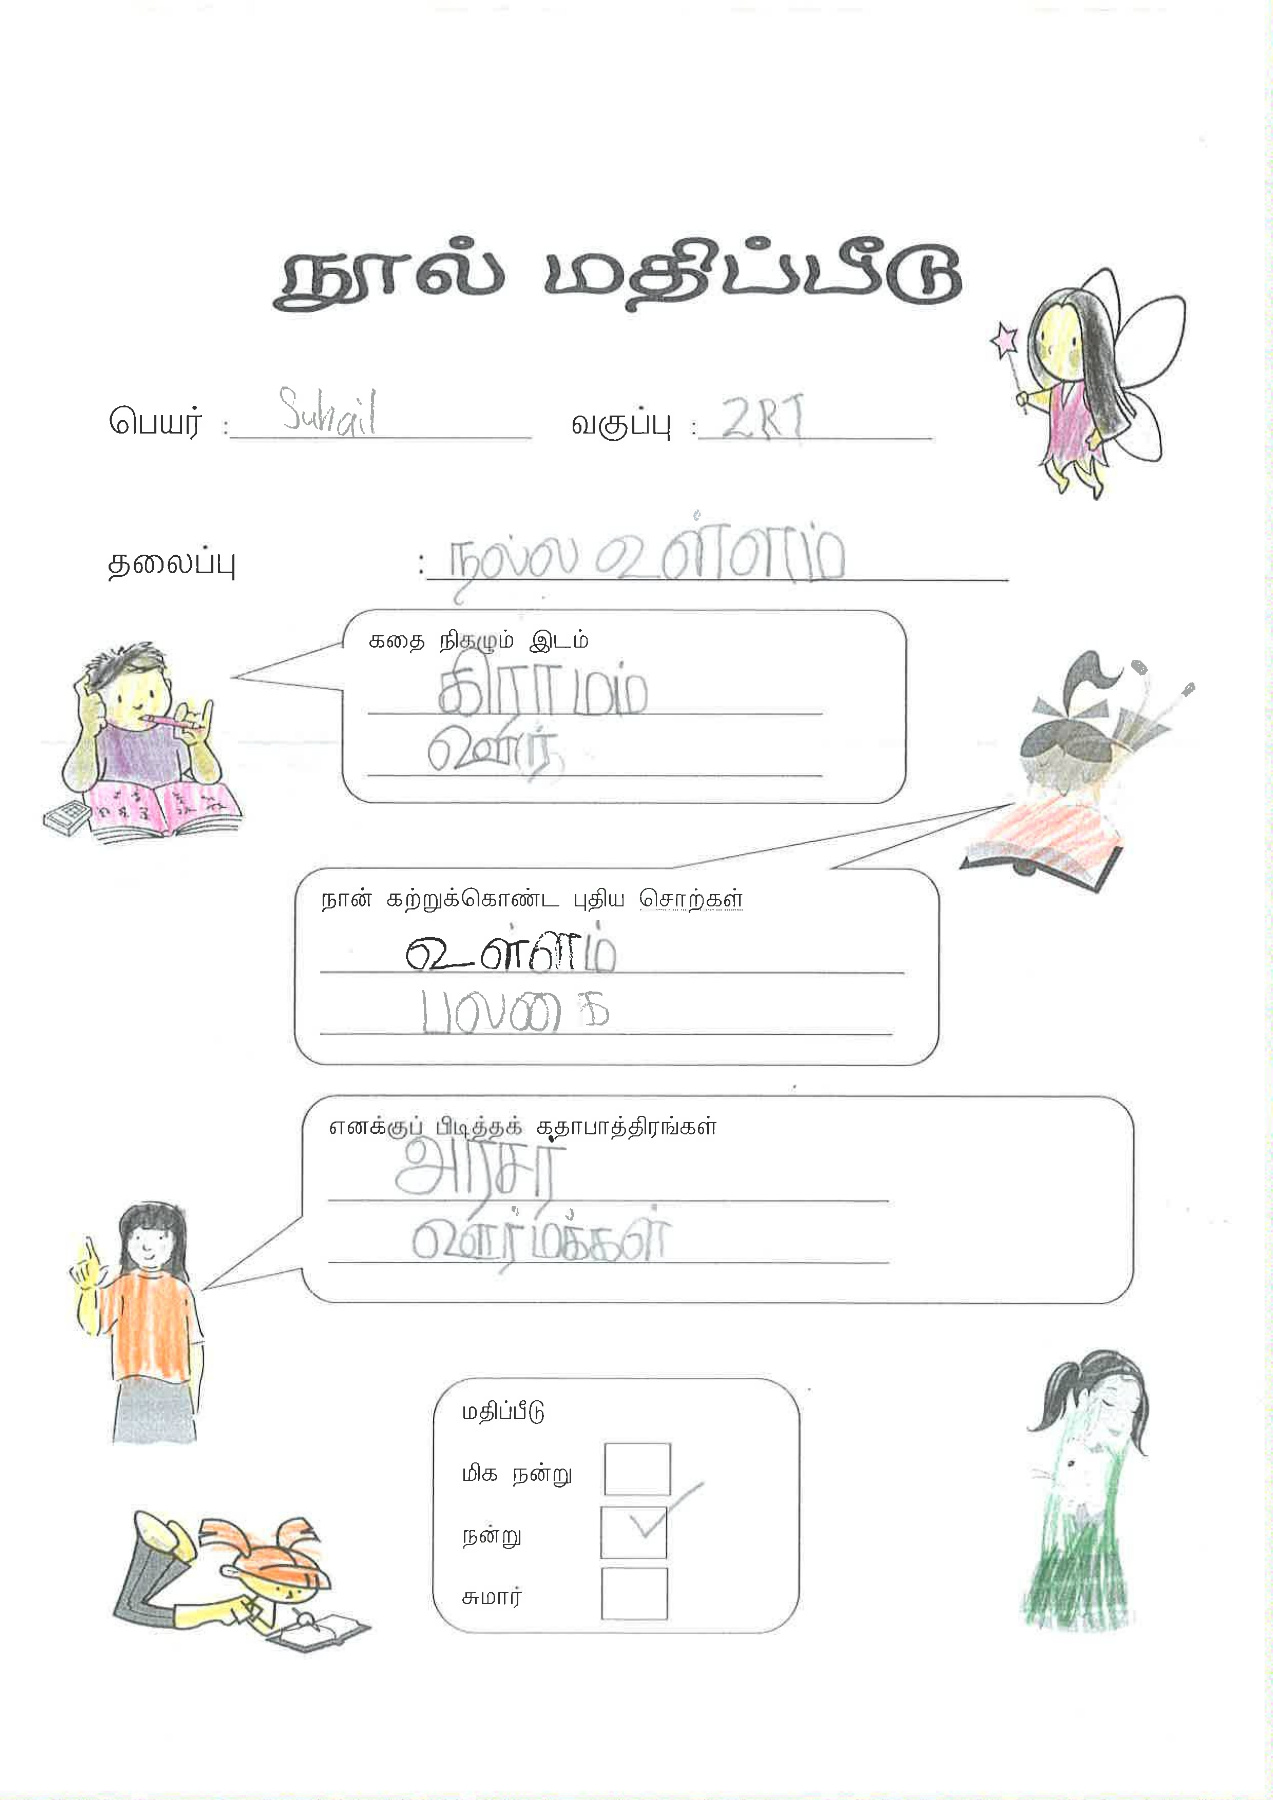 நூல் மதிப்பீடு
பெயர் : Suhail வகுப்பு : 2RT
தலைப்பு : நல்ல உள்ளம்
கதை நிகழும் இடம்
கிராமம்
ஊர்
நான் கற்றுக்கொண்ட புதிய சொற்கள்
உள்ளம்
பலகை
எனக்குப் பிடித்தக் கதாபாத்திரங்கள்
அரசர்
ஊர்மக்கள்
மதிப்பீடு
மிக நன்று
நன்று
சுமார்